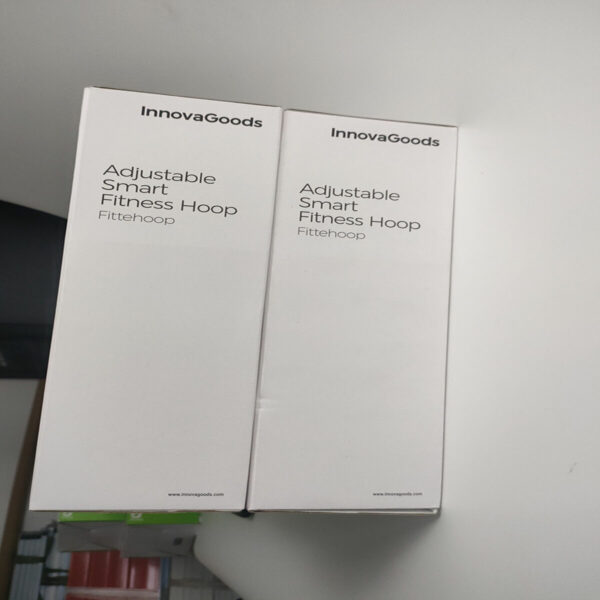 InnovaGoods
Adjustable
Smart
Fitness Hoop
Fittehoop
www.innovagoods.com
InnovaGoods
Adjustable
Smart
Fitness Hoop
Fittehoop
www.innovagoods.com